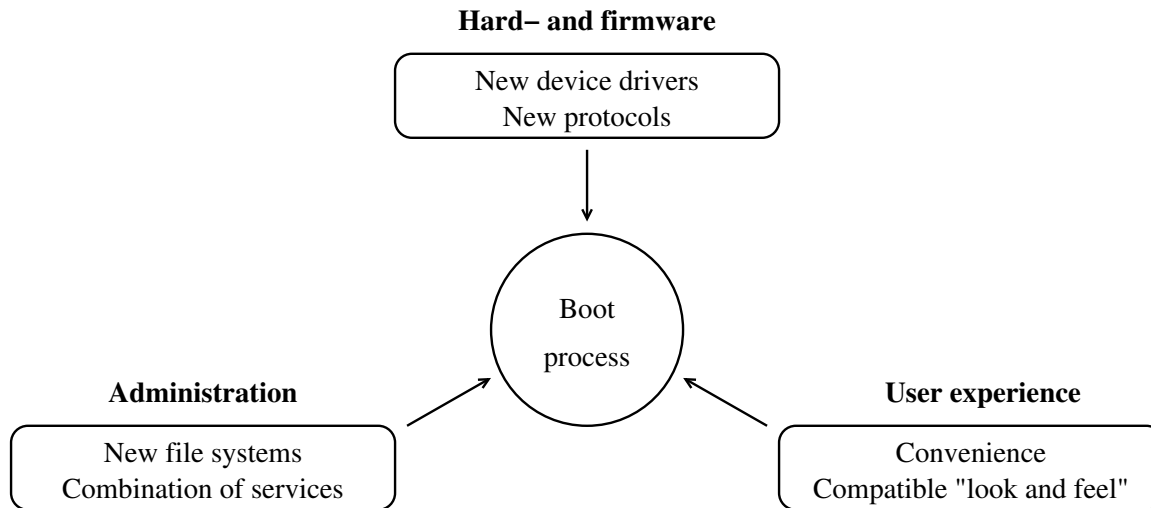 Hard– and firmware
New device drivers
New protocols
Boot
process
Administration
New file systems
Combination of services
User experience
Convenience
Compatible "look and feel"